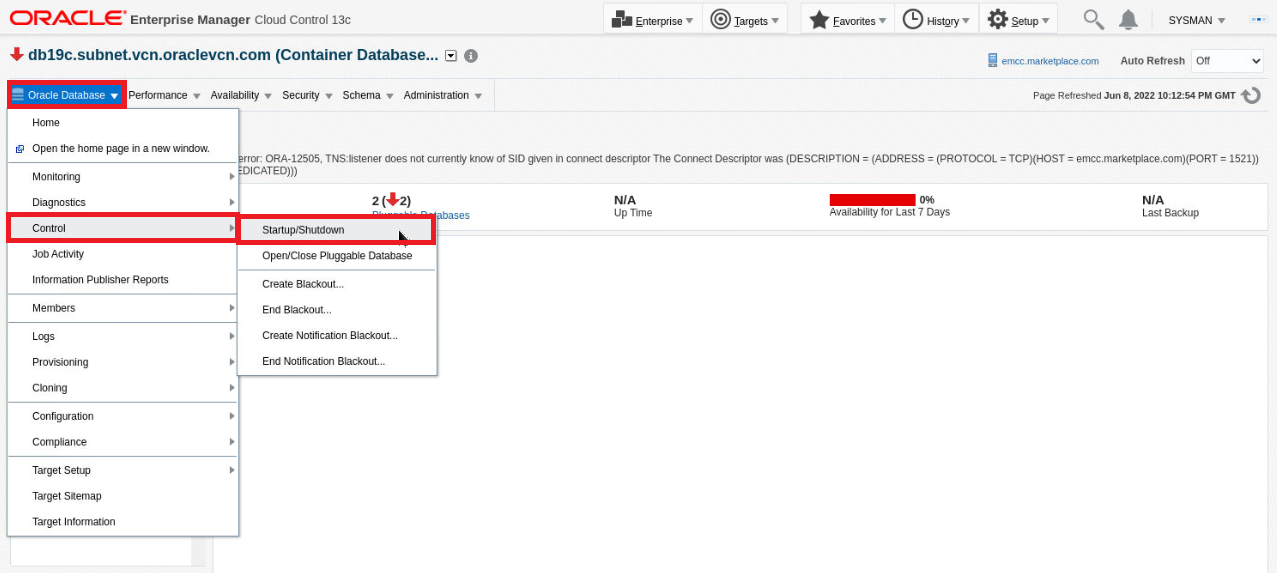 ORACLE Enterprise Manager Cloud Control 13c
Enterprise Targets Favorites History Setup SYSMAN
db19c.subnet.vcn.oraclevcn.com (Container Database...
emcc.marketplace.com Auto Refresh Off
Oracle Database Performance Availability Security Schema Administration
Page Refreshed Jun 8, 2022 10:12:54 PM GMT
Home
Open the home page in a new window.
Monitoring
Diagnostics
Control
Job Activity
Information Publisher Reports
Members
Logs
Provisioning
Cloning
Configuration
Compliance
Target Setup
Target Sitemap
Target Information
Startup/Shutdown
Open/Close Pluggable Database
Create Blackout...
End Blackout...
Create Notification Blackout...
End Notification Blackout...
error: ORA-12505, TNS:listener does not currently know of SID given in connect descriptor The Connect Descriptor was (DESCRIPTION = (ADDRESS = (PROTOCOL = TCP)(HOST = emcc.marketplace.com)(PORT = 1521))
EDICATED)))
2 (2)
Pluggable Databases
N/A
Up Time
0%
Availability for Last 7 Days
N/A
Last Backup